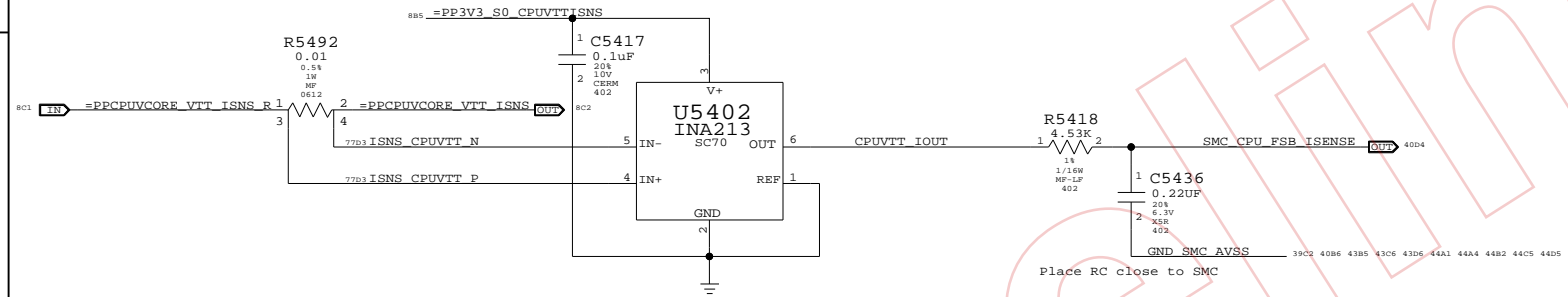 8B5 =PP3V3_S0_CPUVTTISNS
R5492
0.01
0.5%
1W
MF
0612
1 C5417
0.1uF
20%
10V
CERM
402
2
8C1 IN =PPCPUVCORE_VTT_ISNS_R 1 2 =PPCPUVCORE_VTT_ISNS OUT 8C2
3 4
77D3 ISNS_CPUVTT_N 5 IN-
77D3 ISNS_CPUVTT_P 4 IN+
3
V+
U5402
INA213
SC70
OUT 6 CPUVTT_IOUT
REF 1
GND
2
R5418
4.53K
1 2 SMC_CPU_FSB_ISENSE OUT 40D4
1%
1/16W
MF-LF
402
1 C5436
0.22UF
20%
6.3V
X5R
402
2
GND_SMC_AVSS 39C2 40B6 43B5 43C6 43D6 44A1 44A4 44B2 44C5 44D5
Place RC close to SMC